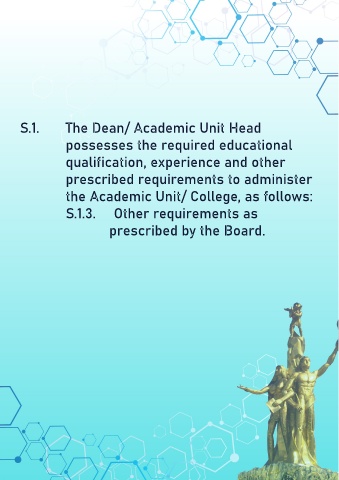 S.1. The Dean/ Academic Unit Head
possesses the required educational
qualification, experience and other
prescribed requirements to administer
the Academic Unit/ College, as follows:
S.1.3. Other requirements as
prescribed by the Board.